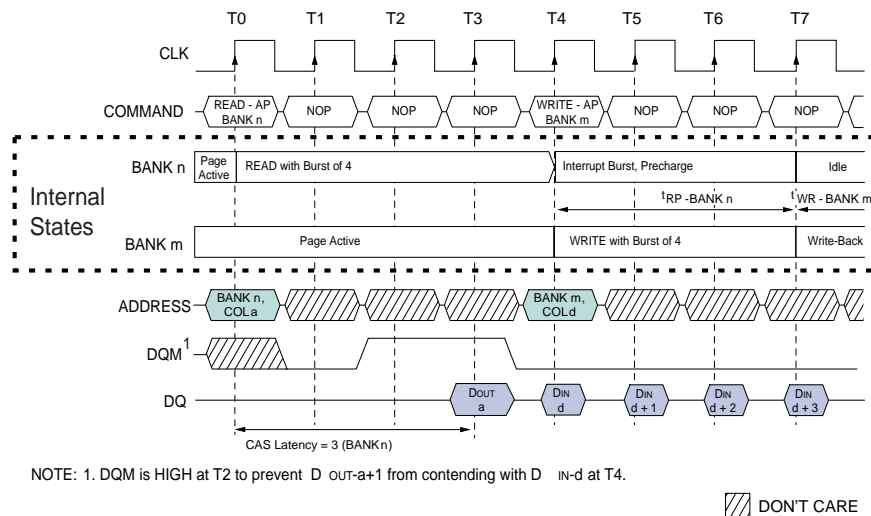 T0 T1 T2 T3 T4 T5 T6 T7
CLK
COMMAND
READ - AP
BANK n
NOP
NOP
NOP
WRITE - AP
BANK m
NOP
NOP
NOP
Internal
States
BANK n
Page
Active
READ with Burst of 4
Interrupt Burst, Precharge
Idle
tRP - BANK n
tWR - BANK m
BANK m
Page Active
WRITE with Burst of 4
Write-Back
ADDRESS
BANK n,
COL a
BANK m,
COL d
DQM1
DQ
DOUT
a
DIN
d
DIN
d + 1
DIN
d + 2
DIN
d + 3
CAS Latency = 3 (BANK n)
NOTE: 1. DQM is HIGH at T2 to prevent D OUT-a+1 from contending with D IN-d at T4.
DON'T CARE